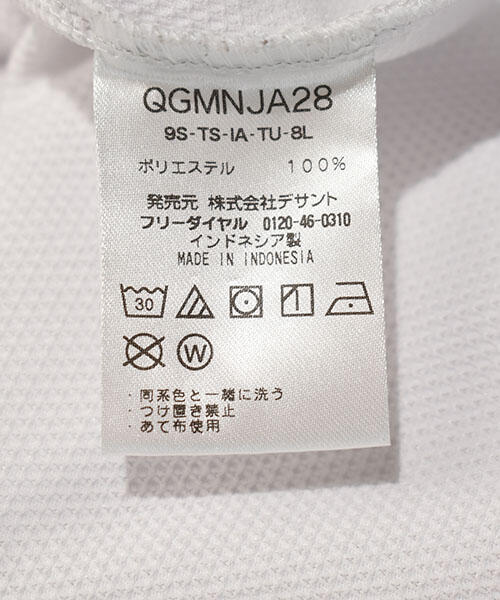 QGMNJA28
9S-TS-IA-TU-8L
ポリエステル 100%
発売元 株式会社デサント
フリーダイヤル 0120-46-0310
インドネシア製
MADE IN INDONESIA
30
W
・同系色と一緒に洗う
・つけ置き禁止
・あて布使用